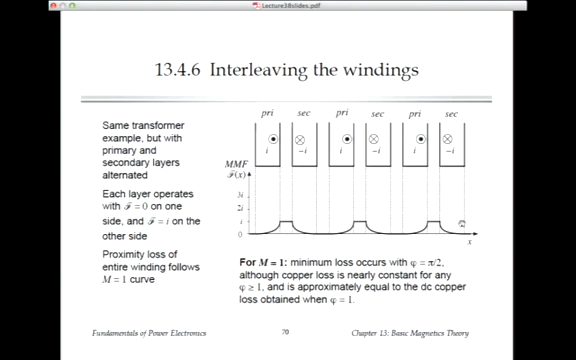 Lecture38slides.pdf
13.4.6 Interleaving the windings
Same transformer
example, but with
primary and
secondary layers
alternated
Each layer operates
with ℱ = 0 on one
side, and ℱ = i on the
other side
Proximity loss of
entire winding follows
M = 1 curve
pri sec pri sec pri sec
i −i i −i i −i
MMF
ℱ(x)
3i
2i
i
0
x
For M = 1: minimum loss occurs with φ = π/2,
although copper loss is nearly constant for any
φ ≥ 1, and is approximately equal to the dc copper
loss obtained when φ = 1.
Fundamentals of Power Electronics 70 Chapter 13: Basic Magnetics Theory